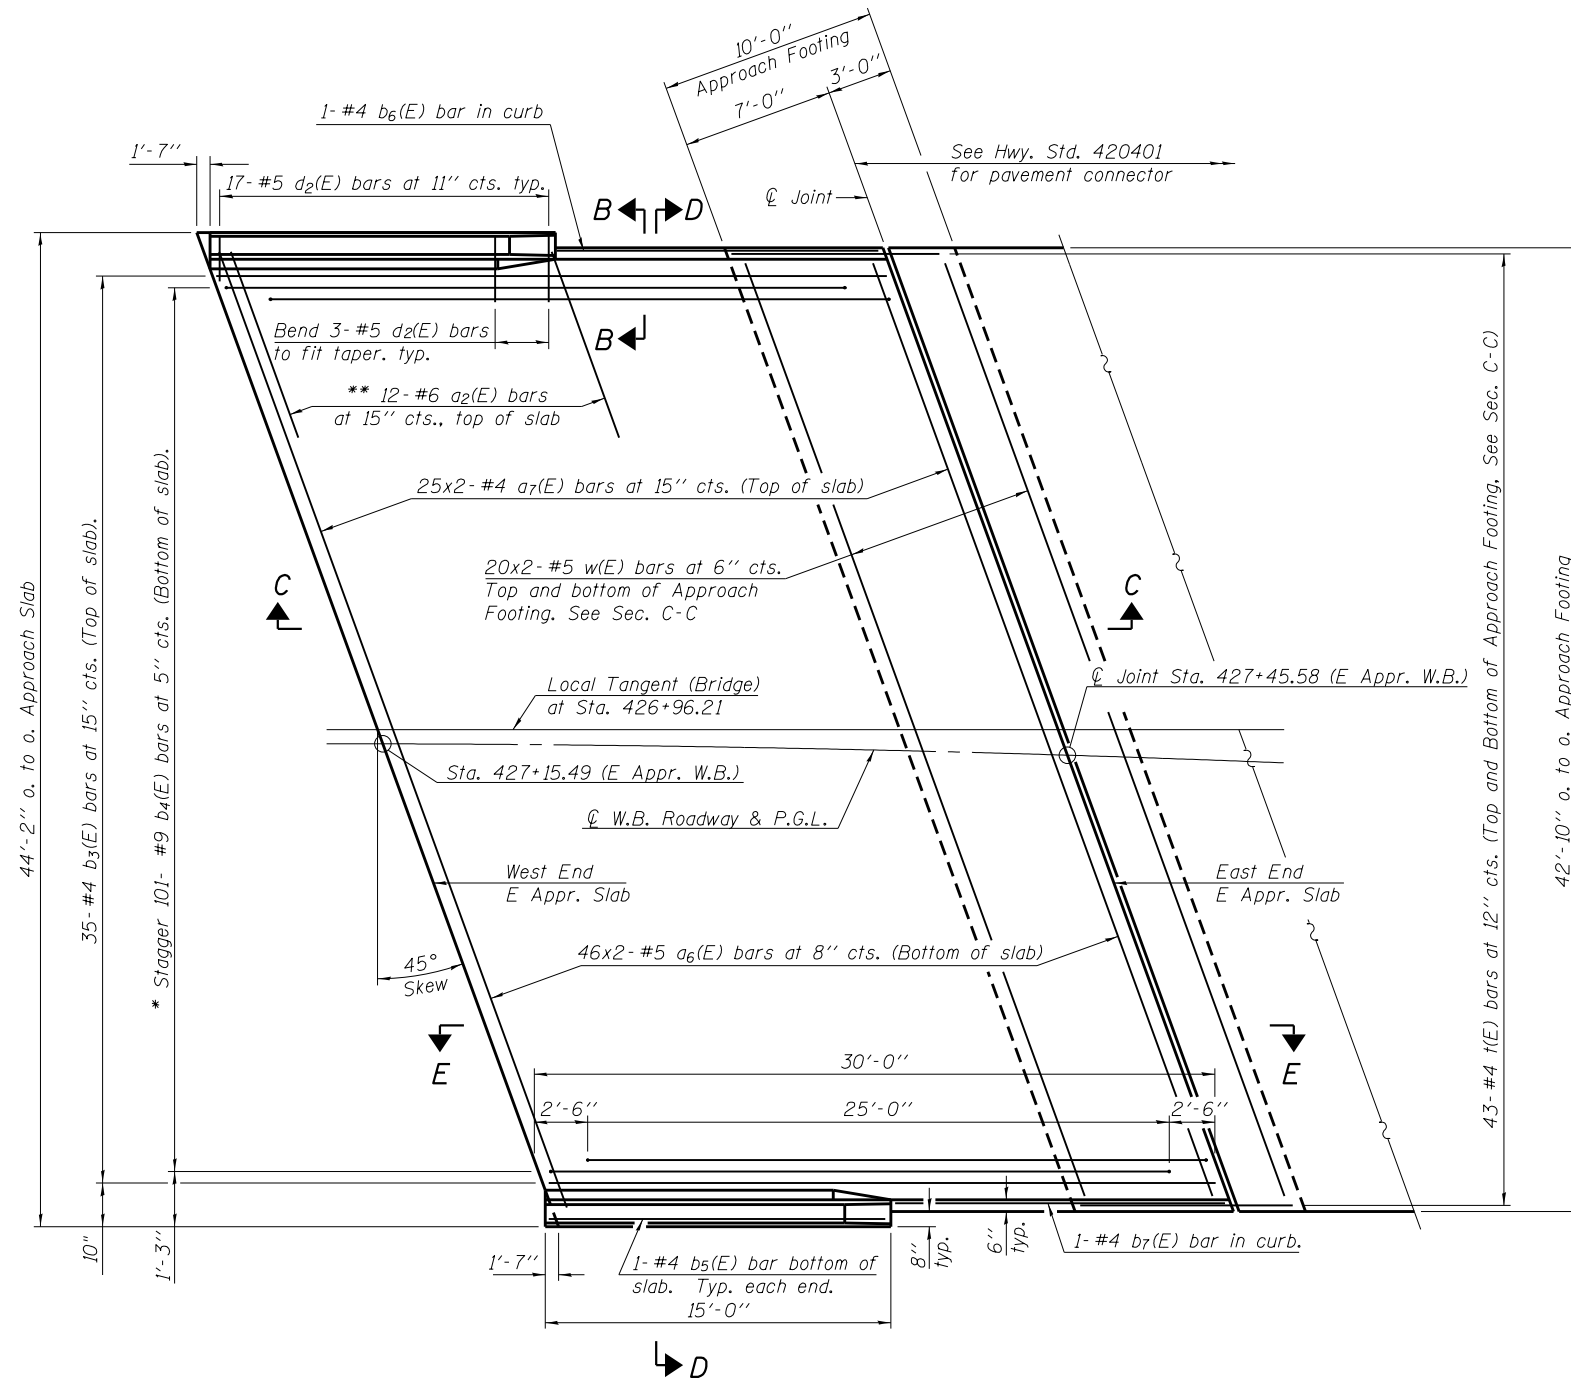 10'-0''
Approach Footing
3'-0''
7'-0''
1- #4 b6(E) bar in curb
1'-7''
See Hwy. Std. 420401
for pavement connector
17- #5 d2(E) bars at 11'' cts. typ.
℄ Joint
B
D
B
Bend 3- #5 d2(E) bars
to fit taper. typ.
** 12- #6 a2(E) bars
at 15'' cts., top of slab
25x2- #4 a7(E) bars at 15'' cts. (Top of slab)
20x2- #5 w(E) bars at 6'' cts.
Top and bottom of Approach
Footing. See Sec. C-C
C
C
44'-2'' o. to o. Approach Slab
35- #4 b3(E) bars at 15'' cts. (Top of slab).
* Stagger 101- #9 b4(E) bars at 5'' cts. (Bottom of slab).
43- #4 t(E) bars at 12'' cts. (Top and Bottom of Approach Footing, See Sec. C-C)
42'-10'' o. to o. Approach Footing
Local Tangent (Bridge)
at Sta. 426+96.21
℄ Joint Sta. 427+45.58 (E Appr. W.B.)
Sta. 427+15.49 (E Appr. W.B.)
℄ W.B. Roadway & P.G.L.
West End
E Appr. Slab
East End
E Appr. Slab
46x2- #5 a6(E) bars at 8'' cts. (Bottom of slab)
45°
Skew
E
E
30'-0''
2'-6''
25'-0''
2'-6''
10"
1'-3''
1'-7''
1- #4 b5(E) bar bottom of
slab. Typ. each end.
15'-0''
8''
typ.
6''
typ.
1- #4 b7(E) bar in curb.
D